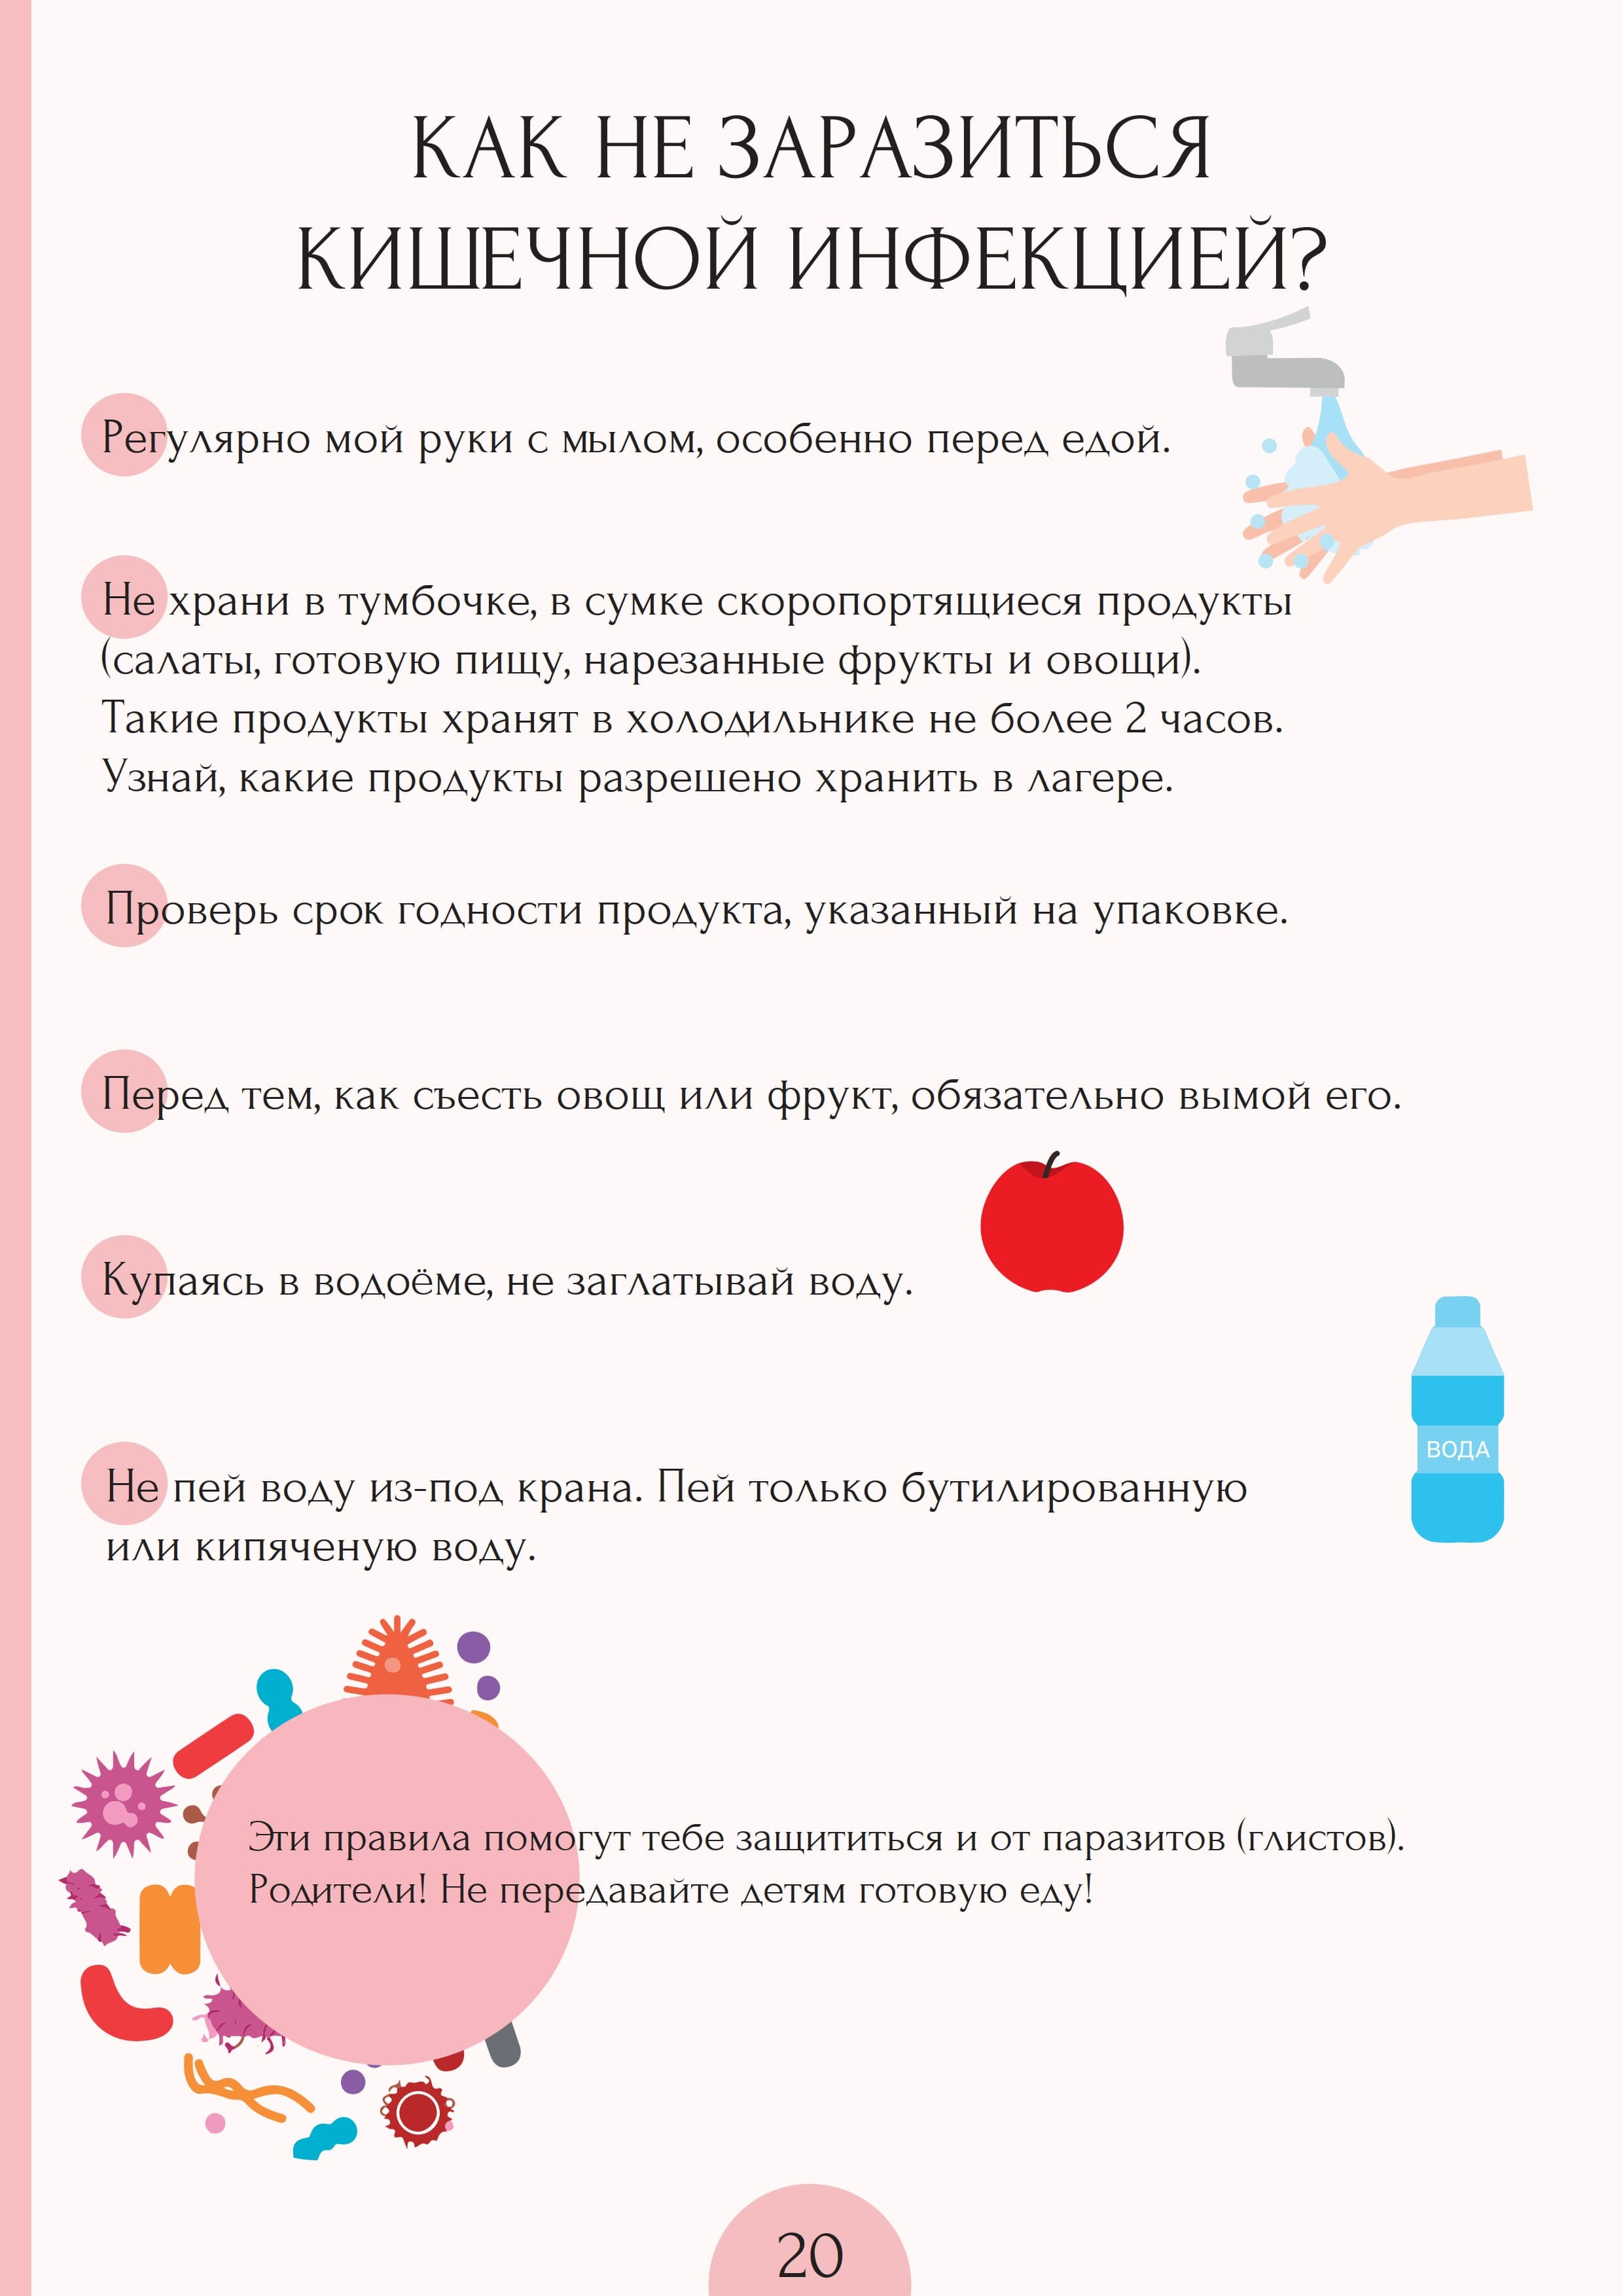 КАК НЕ ЗАРАЗИТЬСЯ
КИШЕЧНОЙ ИНФЕКЦИЕЙ?
Регулярно мой руки с мылом, особенно перед едой.
Не храни в тумбочке, в сумке скоропортящиеся продукты
(салаты, готовую пищу, нарезанные фрукты и овощи).
Такие продукты хранят в холодильнике не более 2 часов.
Узнай, какие продукты разрешено хранить в лагере.
Проверь срок годности продукта, указанный на упаковке.
Перед тем, как съесть овощ или фрукт, обязательно вымой его.
Купаясь в водоёме, не заглатывай воду.
ВОДА
Не пей воду из-под крана. Пей только бутилированную
или кипяченую воду.
Эти правила помогут тебе защититься и от паразитов (глистов).
Родители! Не передавайте детям готовую еду!
20